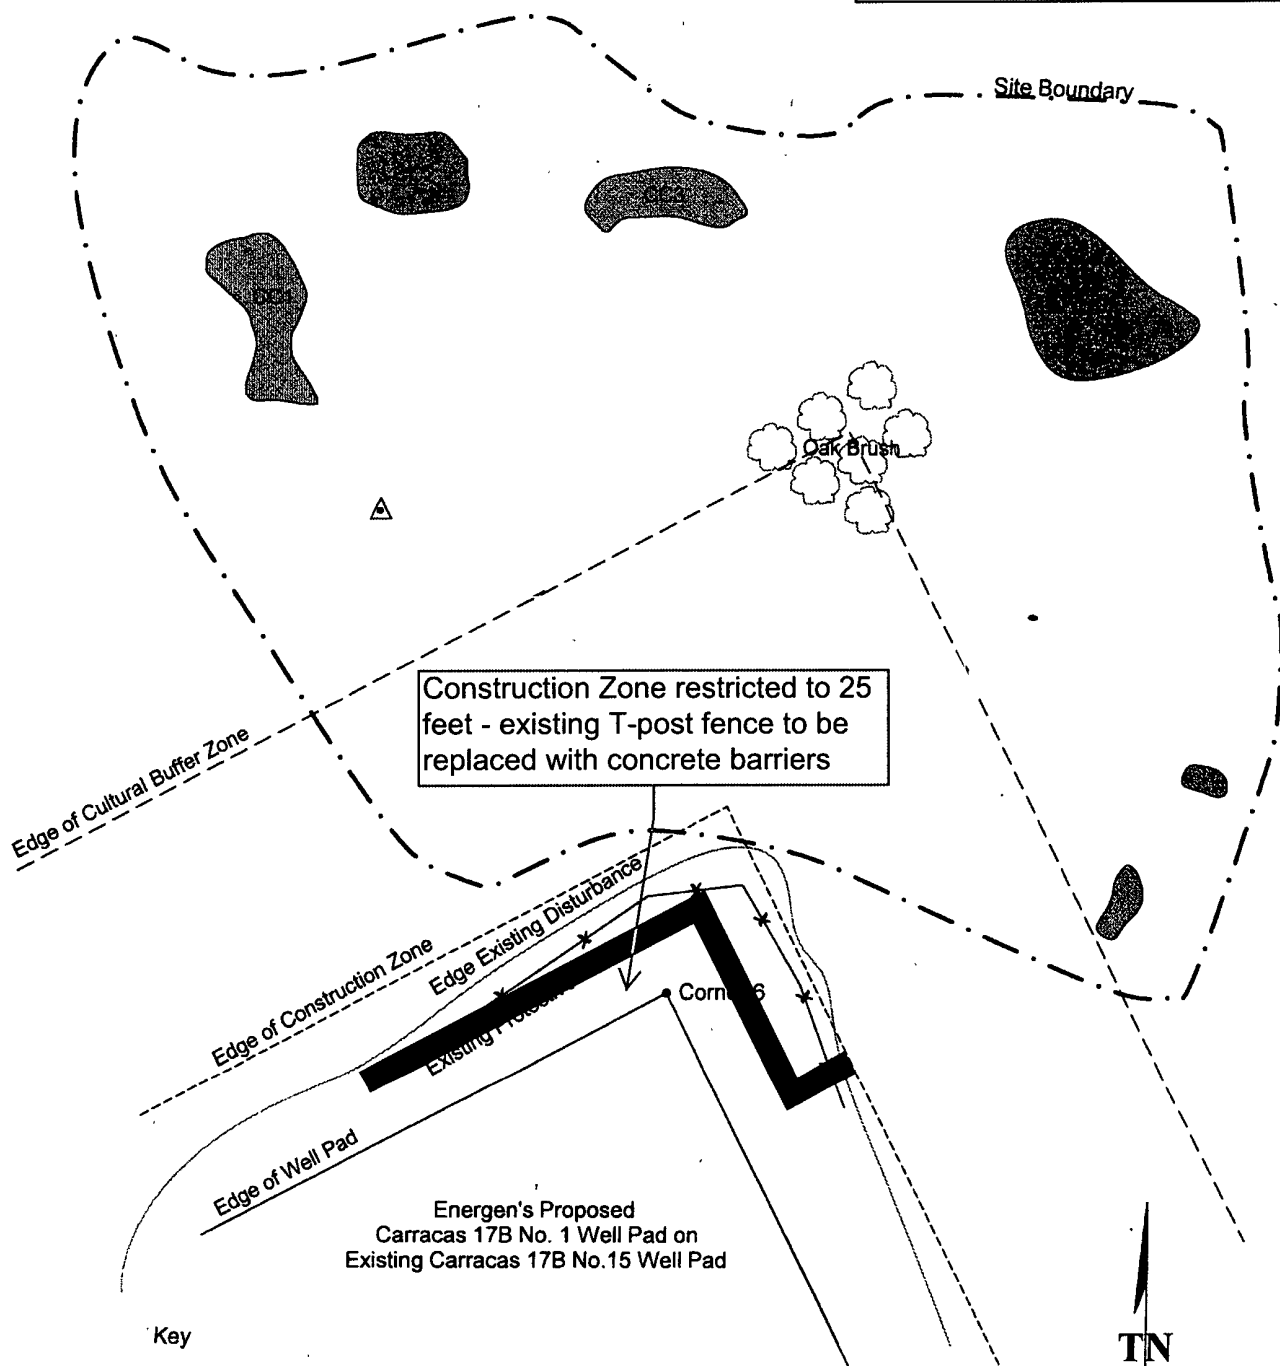 Site Boundary
Oak Brush
Construction Zone restricted to 25
feet - existing T-post fence to be
replaced with concrete barriers
Edge of Cultural Buffer Zone
Edge Existing Disturbance
Edge of Construction Zone
Existing
Edge of Well Pad
Energen's Proposed
Carracas 17B No. 1 Well Pad on
Existing Carracas 17B No.15 Well Pad
Key
TN